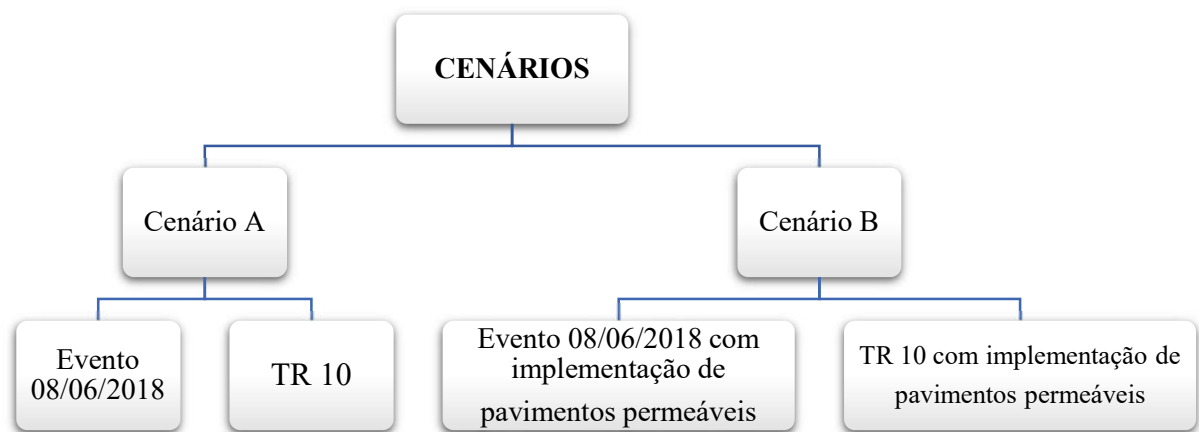 CENÁRIOS
Cenário A
Cenário B
Evento
08/06/2018
TR 10
Evento 08/06/2018 com
implementação de
pavimentos permeáveis
TR 10 com implementação de
pavimentos permeáveis